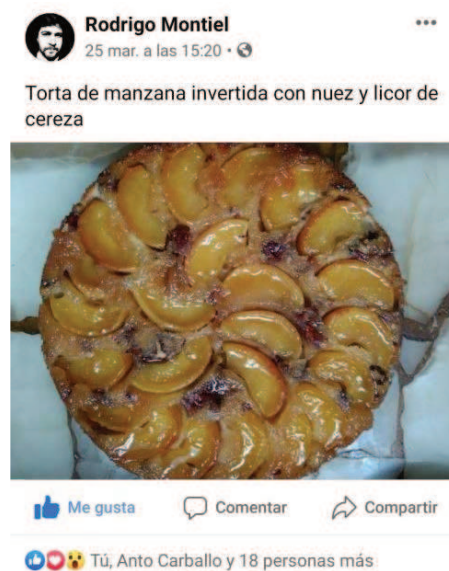 Rodrigo Montiel
25 mar. a las 15:20 ·
Torta de manzana invertida con nuez y licor de
cereza
Me gusta
Comentar
Compartir
Tú, Anto Carballo y 18 personas más